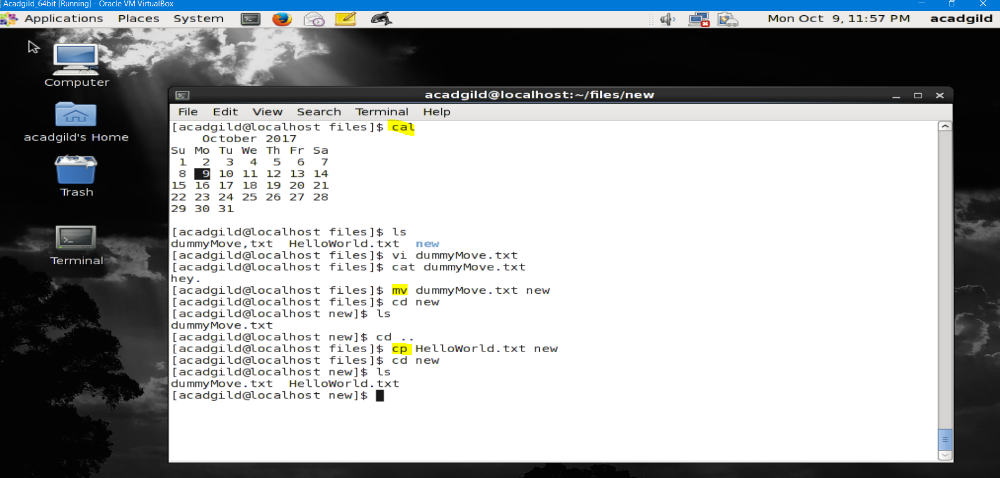 Acadgild_64bit [Running] - Oracle VM VirtualBox
Applications Places System Mon Oct 9, 11:57 PM acadgild
Computer
acadgild's Home
Trash
Terminal
acadgild@localhost:~/files/new
File Edit View Search Terminal Help
[acadgild@localhost files]$ cal
October 2017
Su Mo Tu We Th Fr Sa
1 2 3 4 5 6 7
8 9 10 11 12 13 14
15 16 17 18 19 20 21
22 23 24 25 26 27 28
29 30 31
[acadgild@localhost files]$ ls
dummyMove,txt HelloWorld.txt new
[acadgild@localhost files]$ vi dummyMove.txt
[acadgild@localhost files]$ cat dummyMove.txt
hey.
[acadgild@localhost files]$ mv dummyMove.txt new
[acadgild@localhost files]$ cd new
[acadgild@localhost new]$ ls
dummyMove.txt
[acadgild@localhost new]$ cd ..
[acadgild@localhost files]$ cp HelloWorld.txt new
[acadgild@localhost files]$ cd new
[acadgild@localhost new]$ ls
dummyMove.txt HelloWorld.txt
[acadgild@localhost new]$